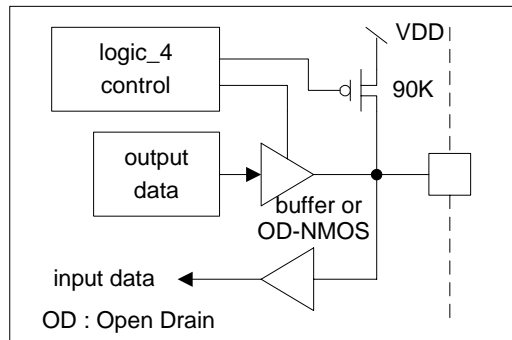 logic_4
control
VDD
90K
output
data
buffer or
OD-NMOS
input data
OD : Open Drain